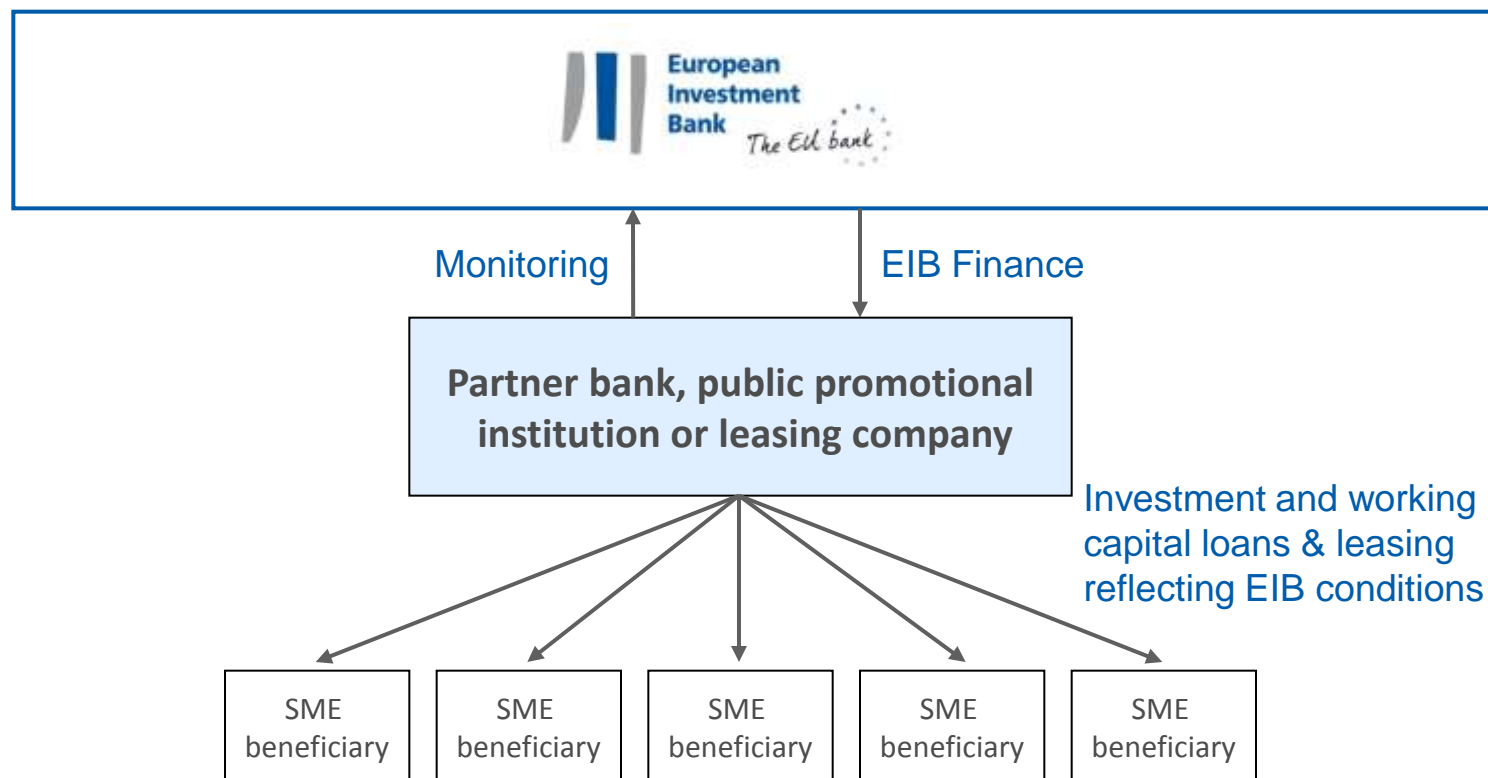 European
Investment
Bank
The EU bank
Monitoring
EIB Finance
Partner bank, public promotional
institution or leasing company
Investment and working
capital loans & leasing
reflecting EIB conditions
SME
beneficiary
SME
beneficiary
SME
beneficiary
SME
beneficiary
SME
beneficiary